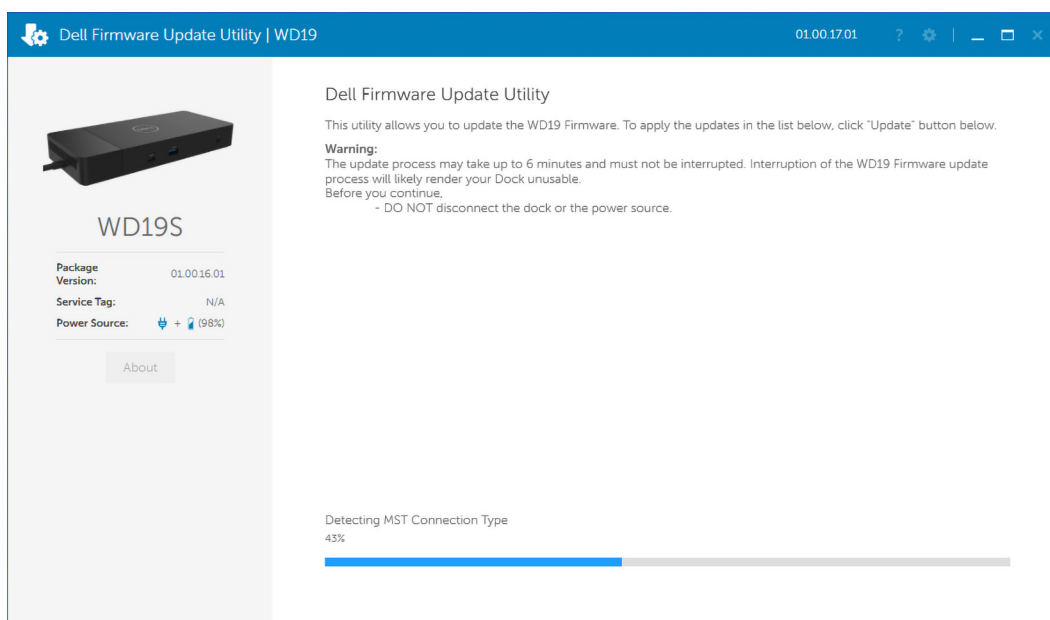 Dell Firmware Update Utility | WD19
01.00.17.01
?
Dell Firmware Update Utility
This utility allows you to update the WD19 Firmware. To apply the updates in the list below, click "Update" button below.
Warning:
The update process may take up to 6 minutes and must not be interrupted. Interruption of the WD19 Firmware update
process will likely render your Dock unusable.
Before you continue,
- DO NOT disconnect the dock or the power source.
WD19S
Package
Version:
01.00.16.01
Service Tag:
N/A
Power Source:
+ (98%)
About
Detecting MST Connection Type
43%